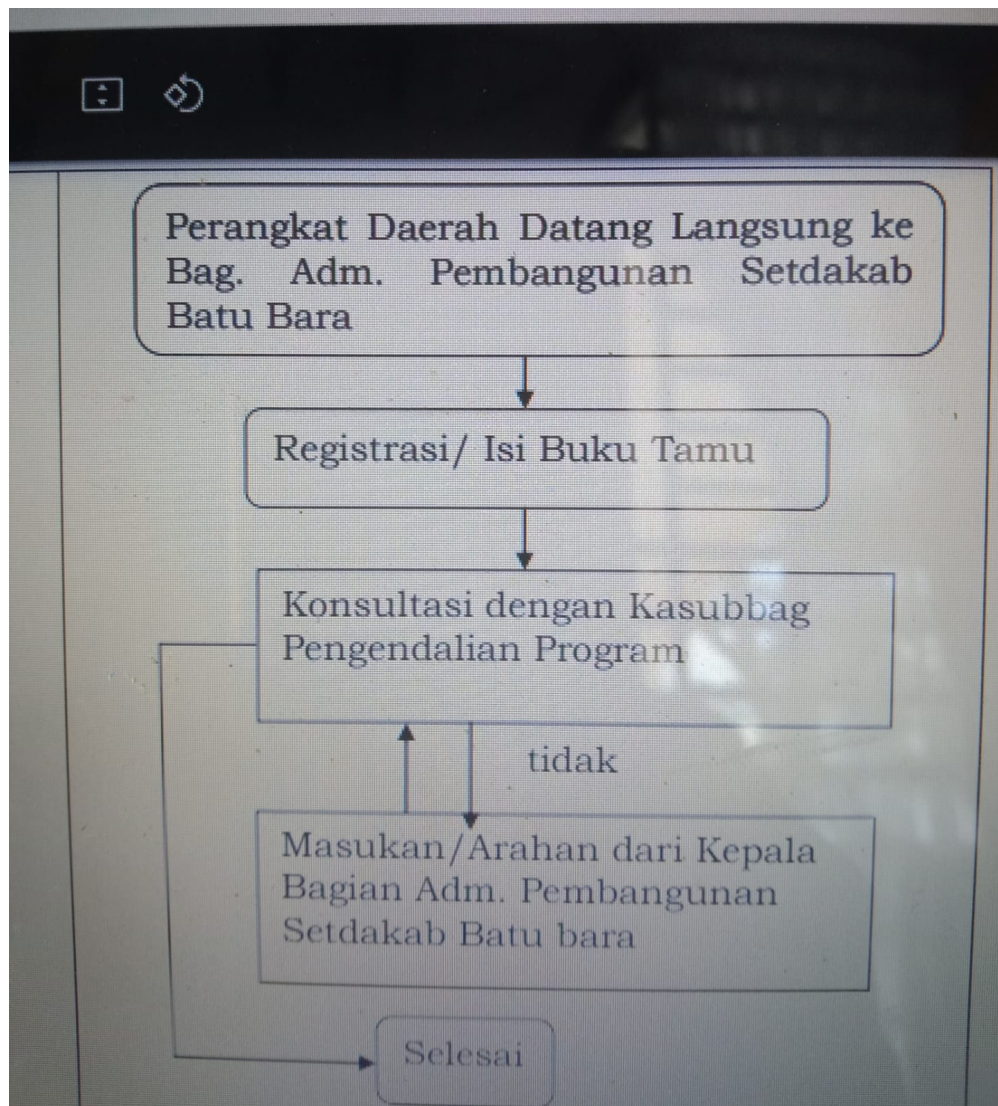 Perangkat Daerah Datang Langsung ke
Bag. Adm. Pembangunan Setdakab
Batu Bara
Registrasi/ Isi Buku Tamu
Konsultasi dengan Kasubbag
Pengendalian Program
tidak
Masukan/Arahan dari Kepala
Bagian Adm. Pembangunan
Setdakab Batu bara
Selesai